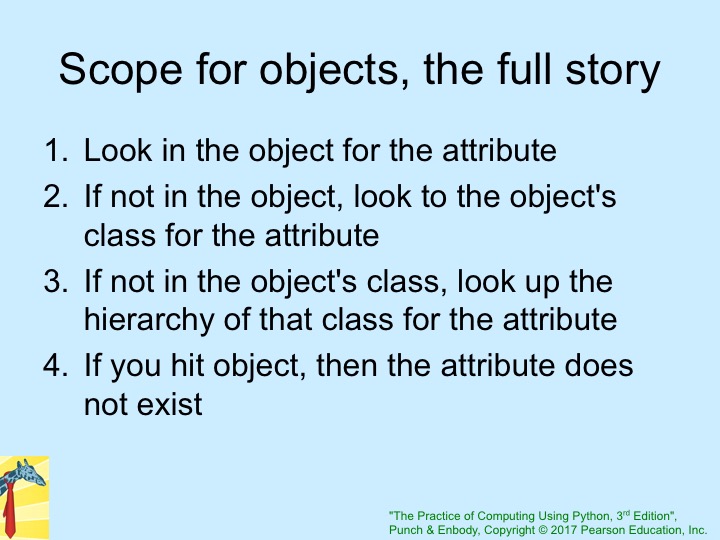 Scope for objects, the full story
1. Look in the object for the attribute
2. If not in the object, look to the object's
class for the attribute
3. If not in the object's class, look up the
hierarchy of that class for the attribute
4. If you hit object, then the attribute does
not exist
"The Practice of Computing Using Python, 3rd Edition",
Punch & Enbody, Copyright © 2017 Pearson Education, Inc.